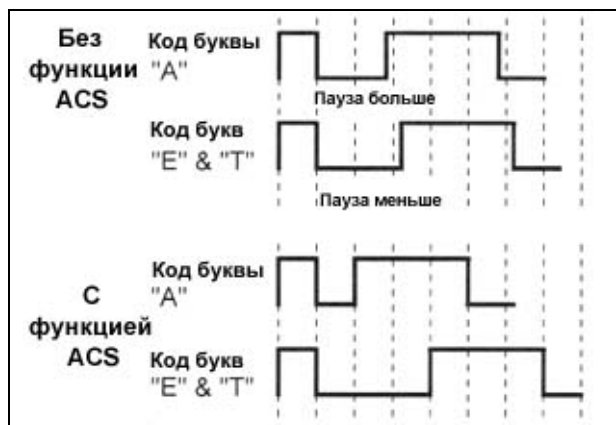 Без функции ACS
Код буквы
"А"
Пауза больше
Код букв
"Е" & "Т"
Пауза меньше
С функцией ACS
Код буквы
"А"
Код букв
"Е" & "Т"